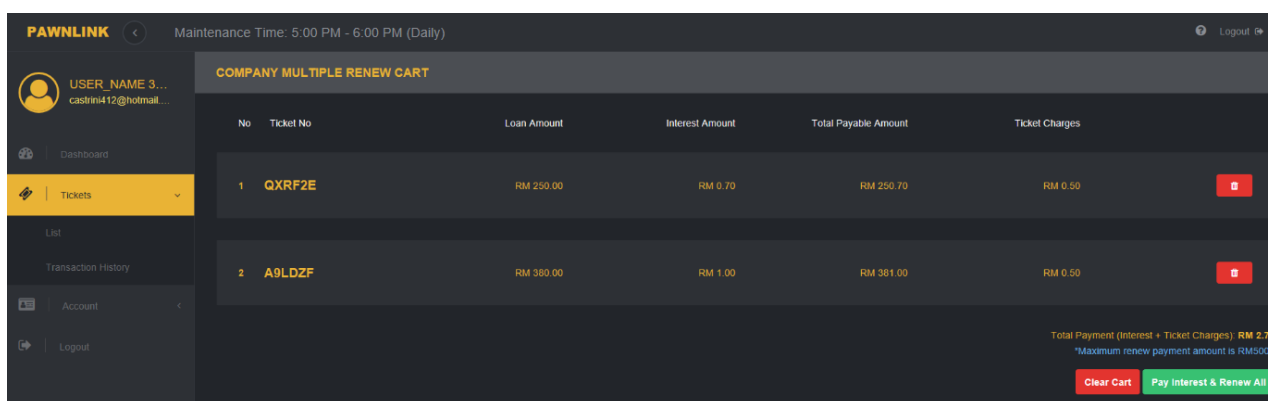 PAWNLINK Maintenance Time: 5:00 PM - 6:00 PM (Daily) Logout
USER_NAME 3...
castrini412@hotmail....
COMPANY MULTIPLE RENEW CART
Dashboard
Tickets
List
Transaction History
Account
Logout
No Ticket No Loan Amount Interest Amount Total Payable Amount Ticket Charges
1 QXRF2E RM 250.00 RM 0.70 RM 250.70 RM 0.50
2 A9LDZF RM 380.00 RM 1.00 RM 381.00 RM 0.50
Total Payment (Interest + Ticket Charges): RM 2.7
*Maximum renew payment amount is RM500
Clear Cart Pay Interest & Renew All